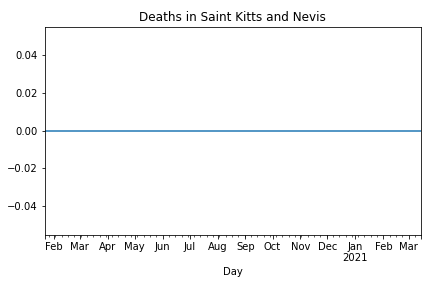 Deaths in Saint Kitts and Nevis
0.04
0.02
0.00
−0.02
−0.04
Feb Mar Apr May Jun Jul Aug Sep Oct Nov Dec Jan Feb Mar
2021
Day